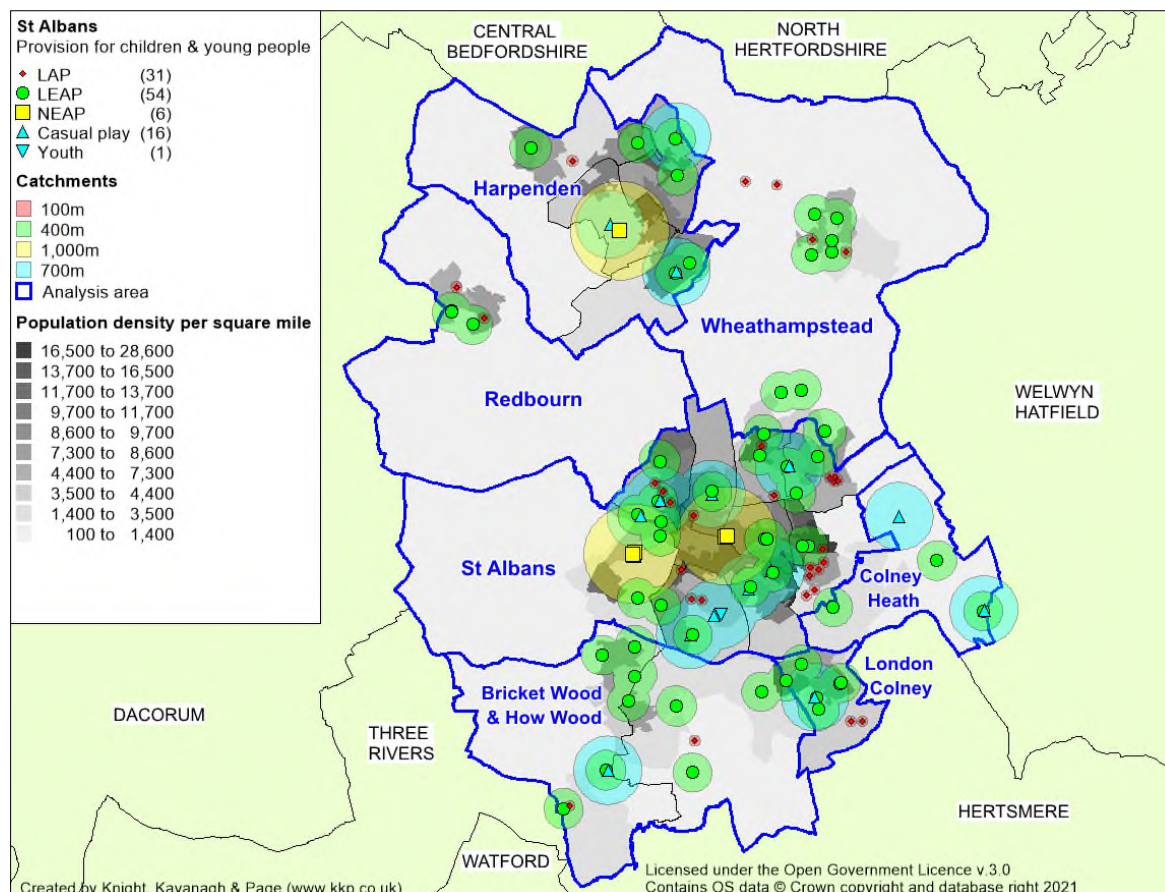 St Albans
Provision for children & young people
LAP (31)
LEAP (54)
NEAP (6)
Casual play (16)
Youth (1)
Catchments
100m
400m
1,000m
700m
Analysis area
Population density per square mile
16,500 to 28,600
13,700 to 16,500
11,700 to 13,700
9,700 to 11,700
8,600 to 9,700
7,300 to 8,600
4,400 to 7,300
3,500 to 4,400
1,400 to 3,500
100 to 1,400
CENTRAL
BEDFORDSHIRE
NORTH
HERTFORDSHIRE
Harpenden
Wheathampstead
Redbourn
WELWYN
HATFIELD
St Albans
Colney
Heath
London
Colney
Bricket Wood
& How Wood
DACORUM
THREE
RIVERS
HERTSMERE
WATFORD
Created by Knight, Kavanagh & Page (www.kkp.co.uk)
Licensed under the Open Government Licence v.3.0
Contains OS data © Crown copyright and database right 2021